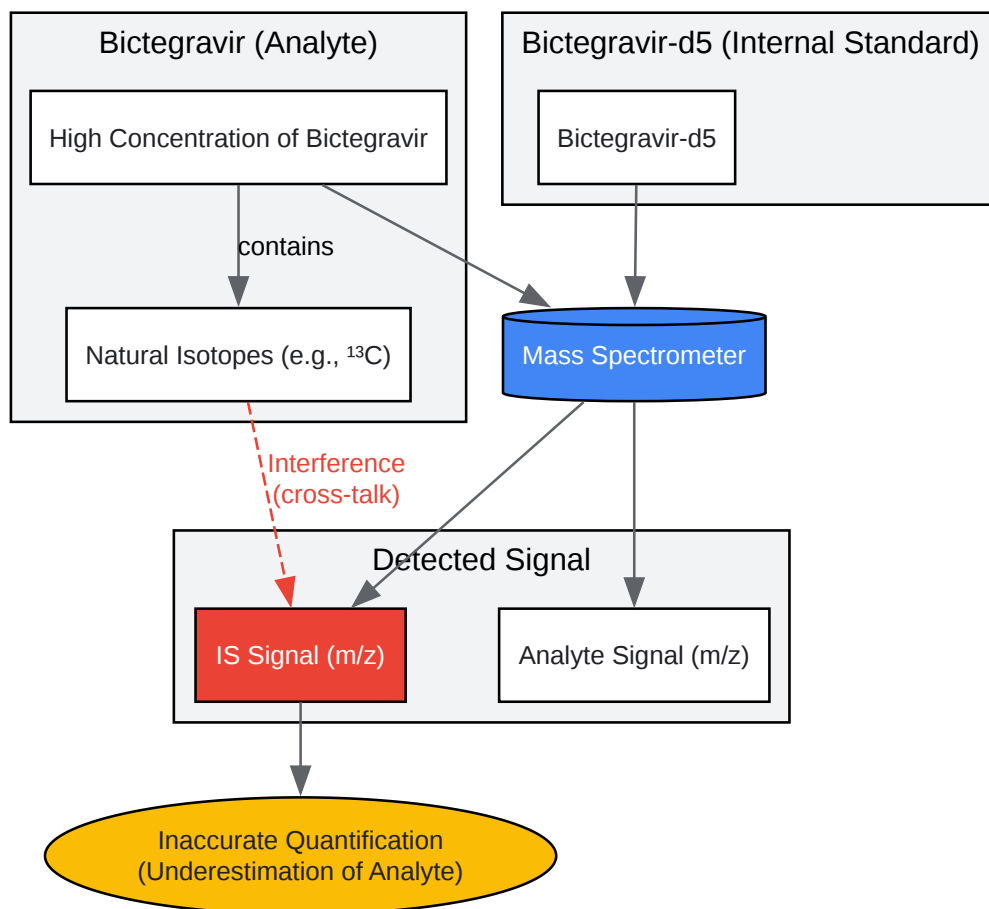 Bictegravir (Analyte)
Bictegravir-d5 (Internal Standard)
High Concentration of Bictegravir
Bictegravir-d5
contains
Natural Isotopes (e.g., ¹³C)
Mass Spectrometer
Interference
(cross-talk)
Detected Signal
IS Signal (m/z)
Analyte Signal (m/z)
Inaccurate Quantification
(Underestimation of Analyte)